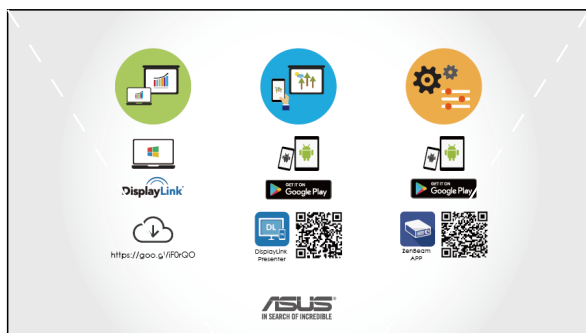 DisplayLink
GET IT ON
Google Play
GET IT ON
Google Play
https://goo.gl/iF0rQO
DL
DisplayLink
Presenter
ZenBeam
APP
ASUS
IN SEARCH OF INCREDIBLE